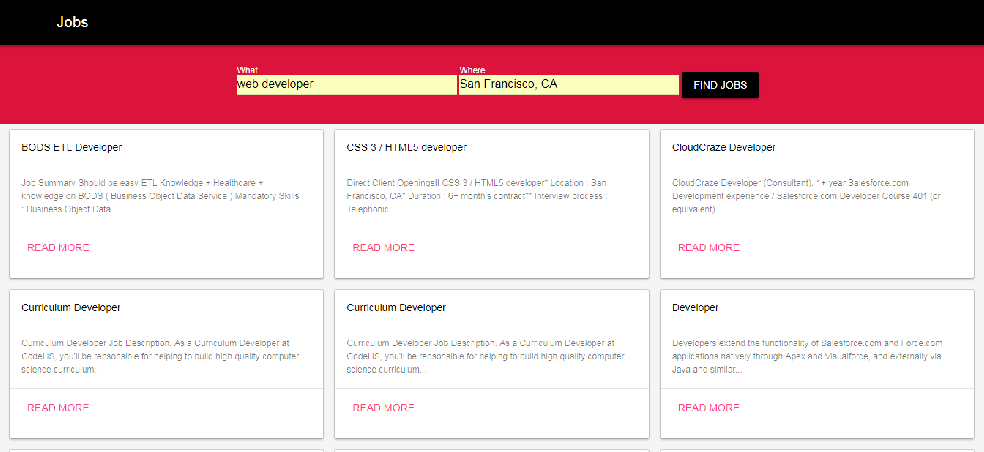 Jobs
What
Where
web developer
San Francisco, CA
FIND JOBS
BODS ETL Developer
Job Summary Should be easy ETL Knowledge + Healthcare +
knowledge on BODS ( Business Object Data Service ) Mandatory Skills
: Business Object Data...
READ MORE
CSS 3 / HTML5 developer
Direct Client Openings!! CSS 3 / HTML5 developer* Location : San
Francisco, CA* Duration : 6+ month's contract** Interview process :
Telephonic...
READ MORE
CloudCraze Developer
CloudCraze Developer (Consultant). *+ year Salesforce.com
Development experience / Salesforce.com Developer Course 401 (or
equivalent)...
READ MORE
Curriculum Developer
Curriculum Developer Job Description. As a Curriculum Developer at
CodeHS, you'll be repsonsible for helping to build high quality computer
science curriculum...
READ MORE
Curriculum Developer
Curriculum Developer Job Description. As a Curriculum Developer at
CodeHS, you'll be repsonsible for helping to build high quality computer
science curriculum...
READ MORE
Developer
Developers extend the functionality of Salesforce.com and Force.com
applications natively through Apex and Visualforce, and externally via
Java and similar...
READ MORE